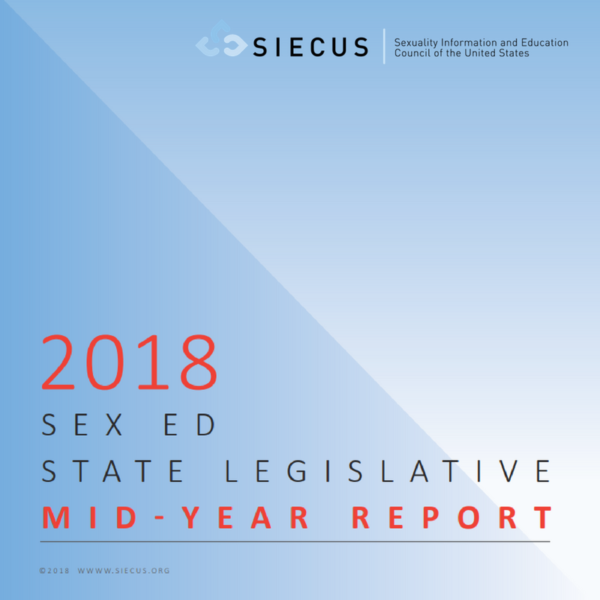 SIECUS
Sexuality Information and Education
Council of the United States
2018
SEX ED
STATE LEGISLATIVE
MID-YEAR REPORT
©2018 WWWW.SIECUS.ORG